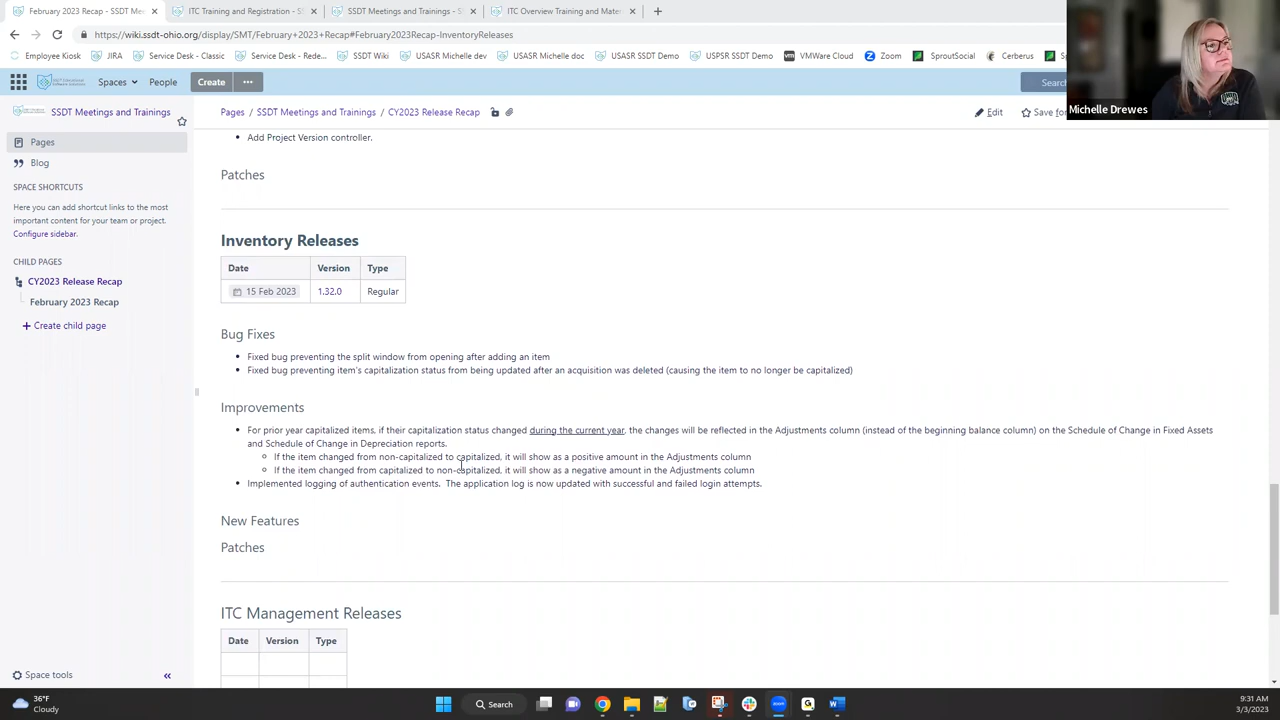 February 2023 Recap - SSDT Me
ITC Training and Registration - SS
SSDT Meetings and Trainings - SS
ITC Overview Training and Mater
https://wiki.ssdt-ohio.org/display/SMT/February+2023+Recap#February2023Recap-InventoryReleases
Employee Kiosk JIRA Service Desk - Classic Service Desk - Rede... SSDT Wiki USASR Michelle dev USASR Michelle doc USASR SSDT Demo USPSR SSDT Demo VMWare Cloud Zoom SproutSocial Cerberus
Spaces People Create ••• Search
Michelle Drewes
SSDT Meetings and Trainings
Pages / SSDT Meetings and Trainings / CY2023 Release Recap Edit Save for
Pages
Blog
SPACE SHORTCUTS
Here you can add shortcut links to the most
important content for your team or project.
Configure sidebar.
CHILD PAGES
CY2023 Release Recap
February 2023 Recap
+ Create child page
Space tools
• Add Project Version controller.
Patches
Inventory Releases
Date Version Type
15 Feb 2023 1.32.0 Regular
Bug Fixes
• Fixed bug preventing the split window from opening after adding an item
• Fixed bug preventing item's capitalization status from being updated after an acquisition was deleted (causing the item to no longer be capitalized)
Improvements
• For prior year capitalized items, if their capitalization status changed during the current year, the changes will be reflected in the Adjustments column (instead of the beginning balance column) on the Schedule of Change in Fixed Assets
and Schedule of Change in Depreciation reports.
If the item changed from non-capitalized to capitalized, it will show as a positive amount in the Adjustments column
If the item changed from capitalized to non-capitalized, it will show as a negative amount in the Adjustments column
• Implemented logging of authentication events. The application log is now updated with successful and failed login attempts.
New Features
Patches
ITC Management Releases
Date Version Type
36°F
Cloudy
Search
9:31 AM
3/3/2023